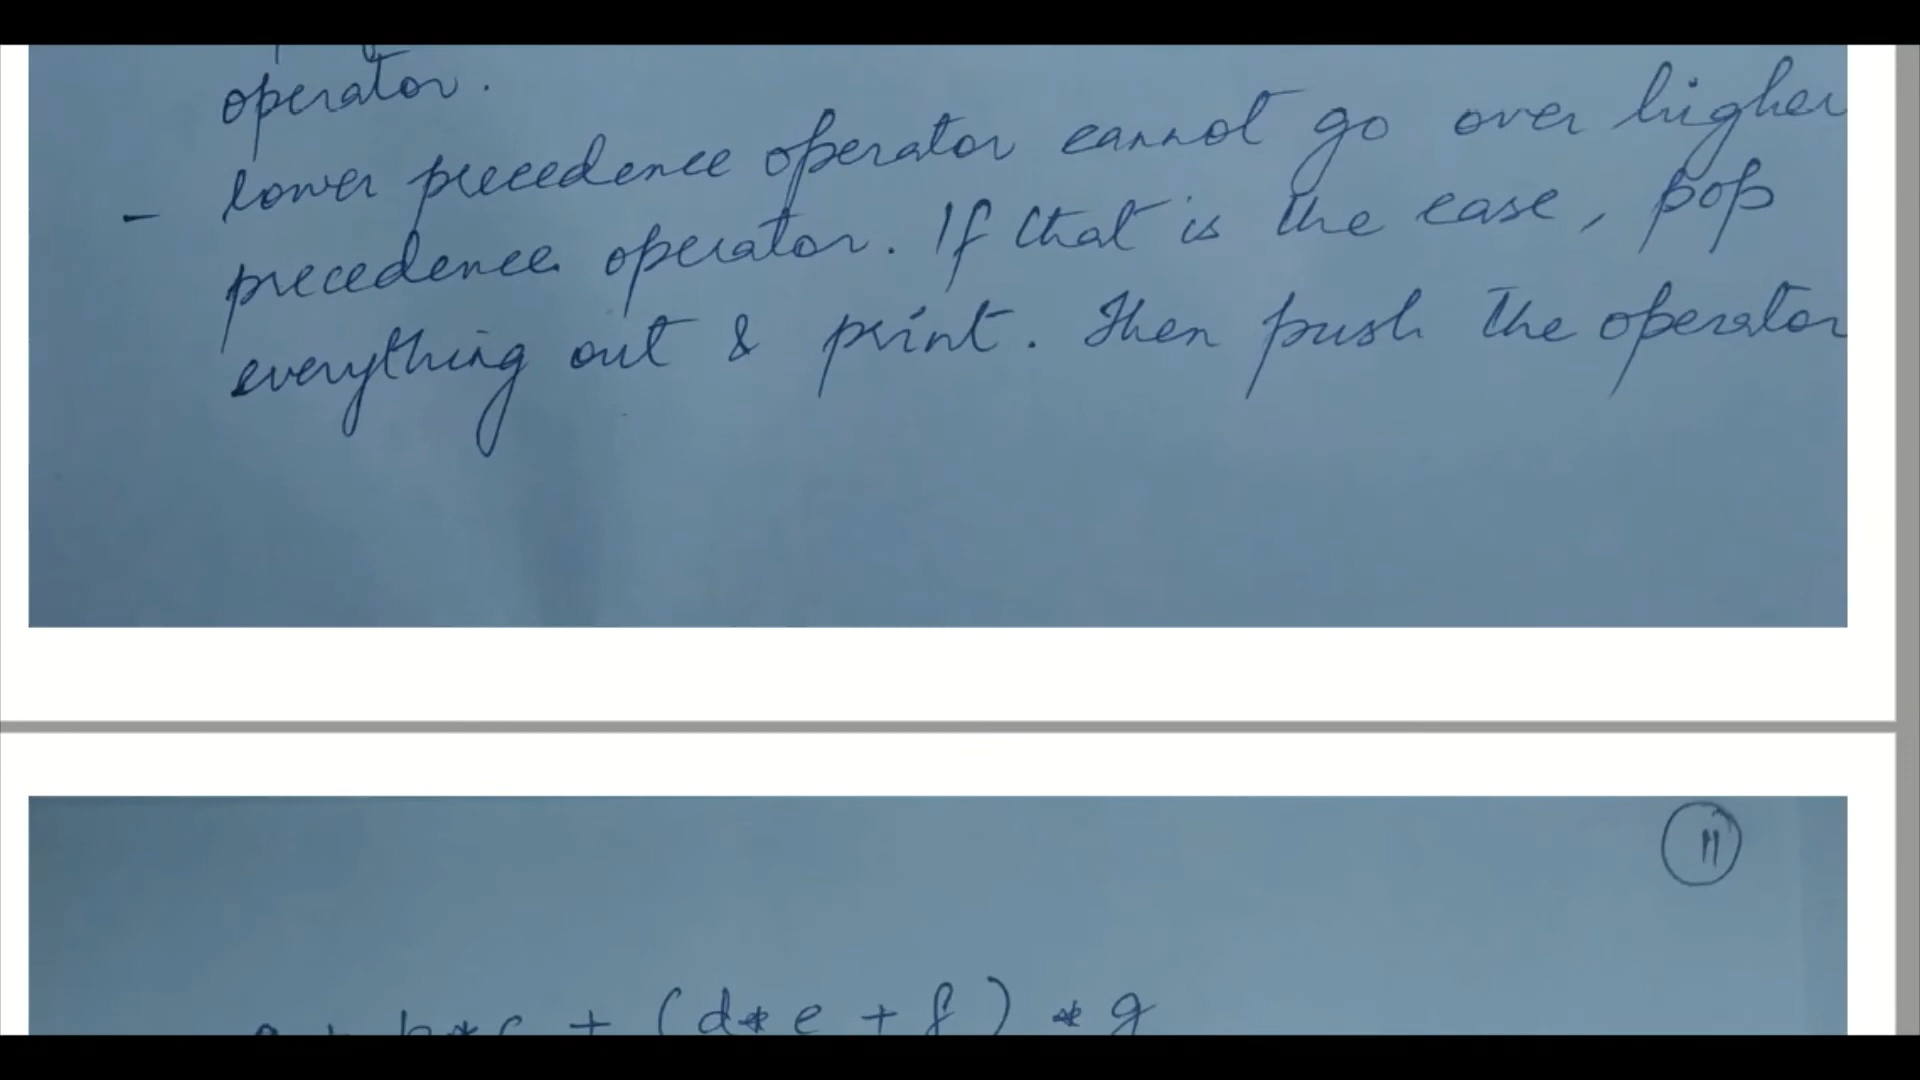 operator.
- lower precedence operator cannot go over higher
precedence operator. If that is the case, pop
everything out & print. Then push the operator
11
a + b * c + (d * e + f) * g